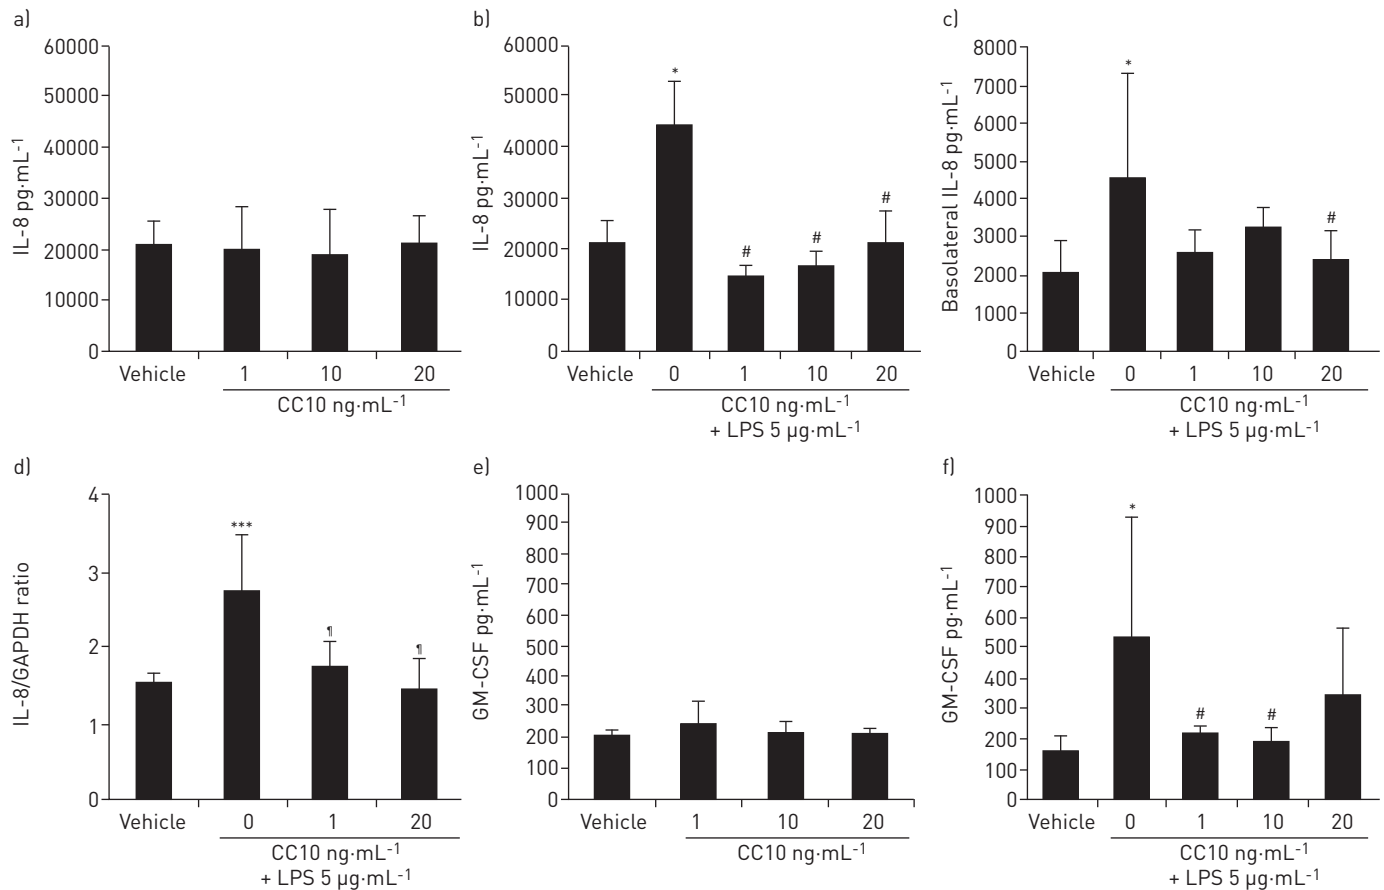 a)
IL-8 pg·mL-1
60000
50000
40000
30000
20000
10000
0
Vehicle 1 10 20
CC10 ng·mL-1
b)
IL-8 pg·mL-1
60000
50000
40000
30000
20000
10000
0
*
#
#
#
Vehicle 0 1 10 20
CC10 ng·mL-1
+ LPS 5 µg·mL-1
c)
Basolateral IL-8 pg·mL-1
8000
7000
6000
5000
4000
3000
2000
1000
0
*
#
Vehicle 0 1 10 20
CC10 ng·mL-1
+ LPS 5 µg·mL-1
d)
IL-8/GAPDH ratio
4
3
2
1
0
***
¶
¶
Vehicle 0 1 20
CC10 ng·mL-1
+ LPS 5 µg·mL-1
e)
GM-CSF pg·mL-1
1000
900
800
700
600
500
400
300
200
100
0
Vehicle 1 10 20
CC10 ng·mL-1
f)
GM-CSF pg·mL-1
1000
900
800
700
600
500
400
300
200
100
0
*
#
#
Vehicle 0 1 10 20
CC10 ng·mL-1
+ LPS 5 µg·mL-1